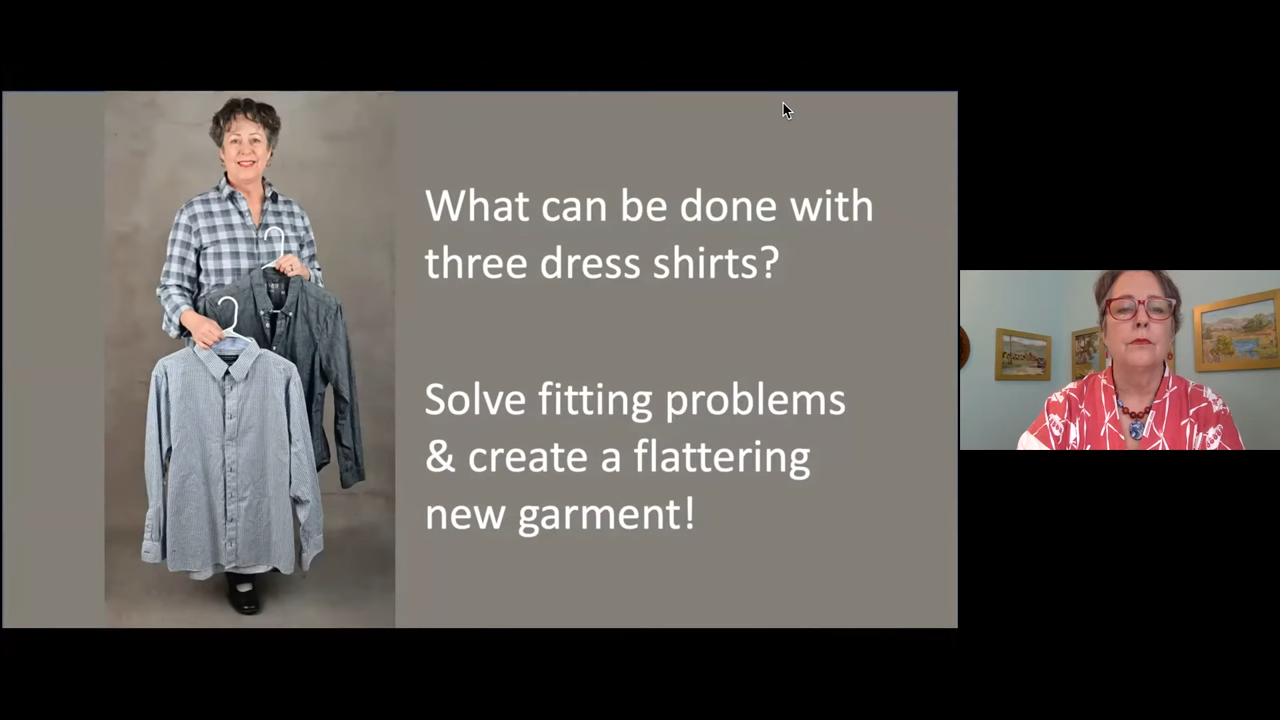 What can be done with
three dress shirts?
Solve fitting problems
& create a flattering
new garment!